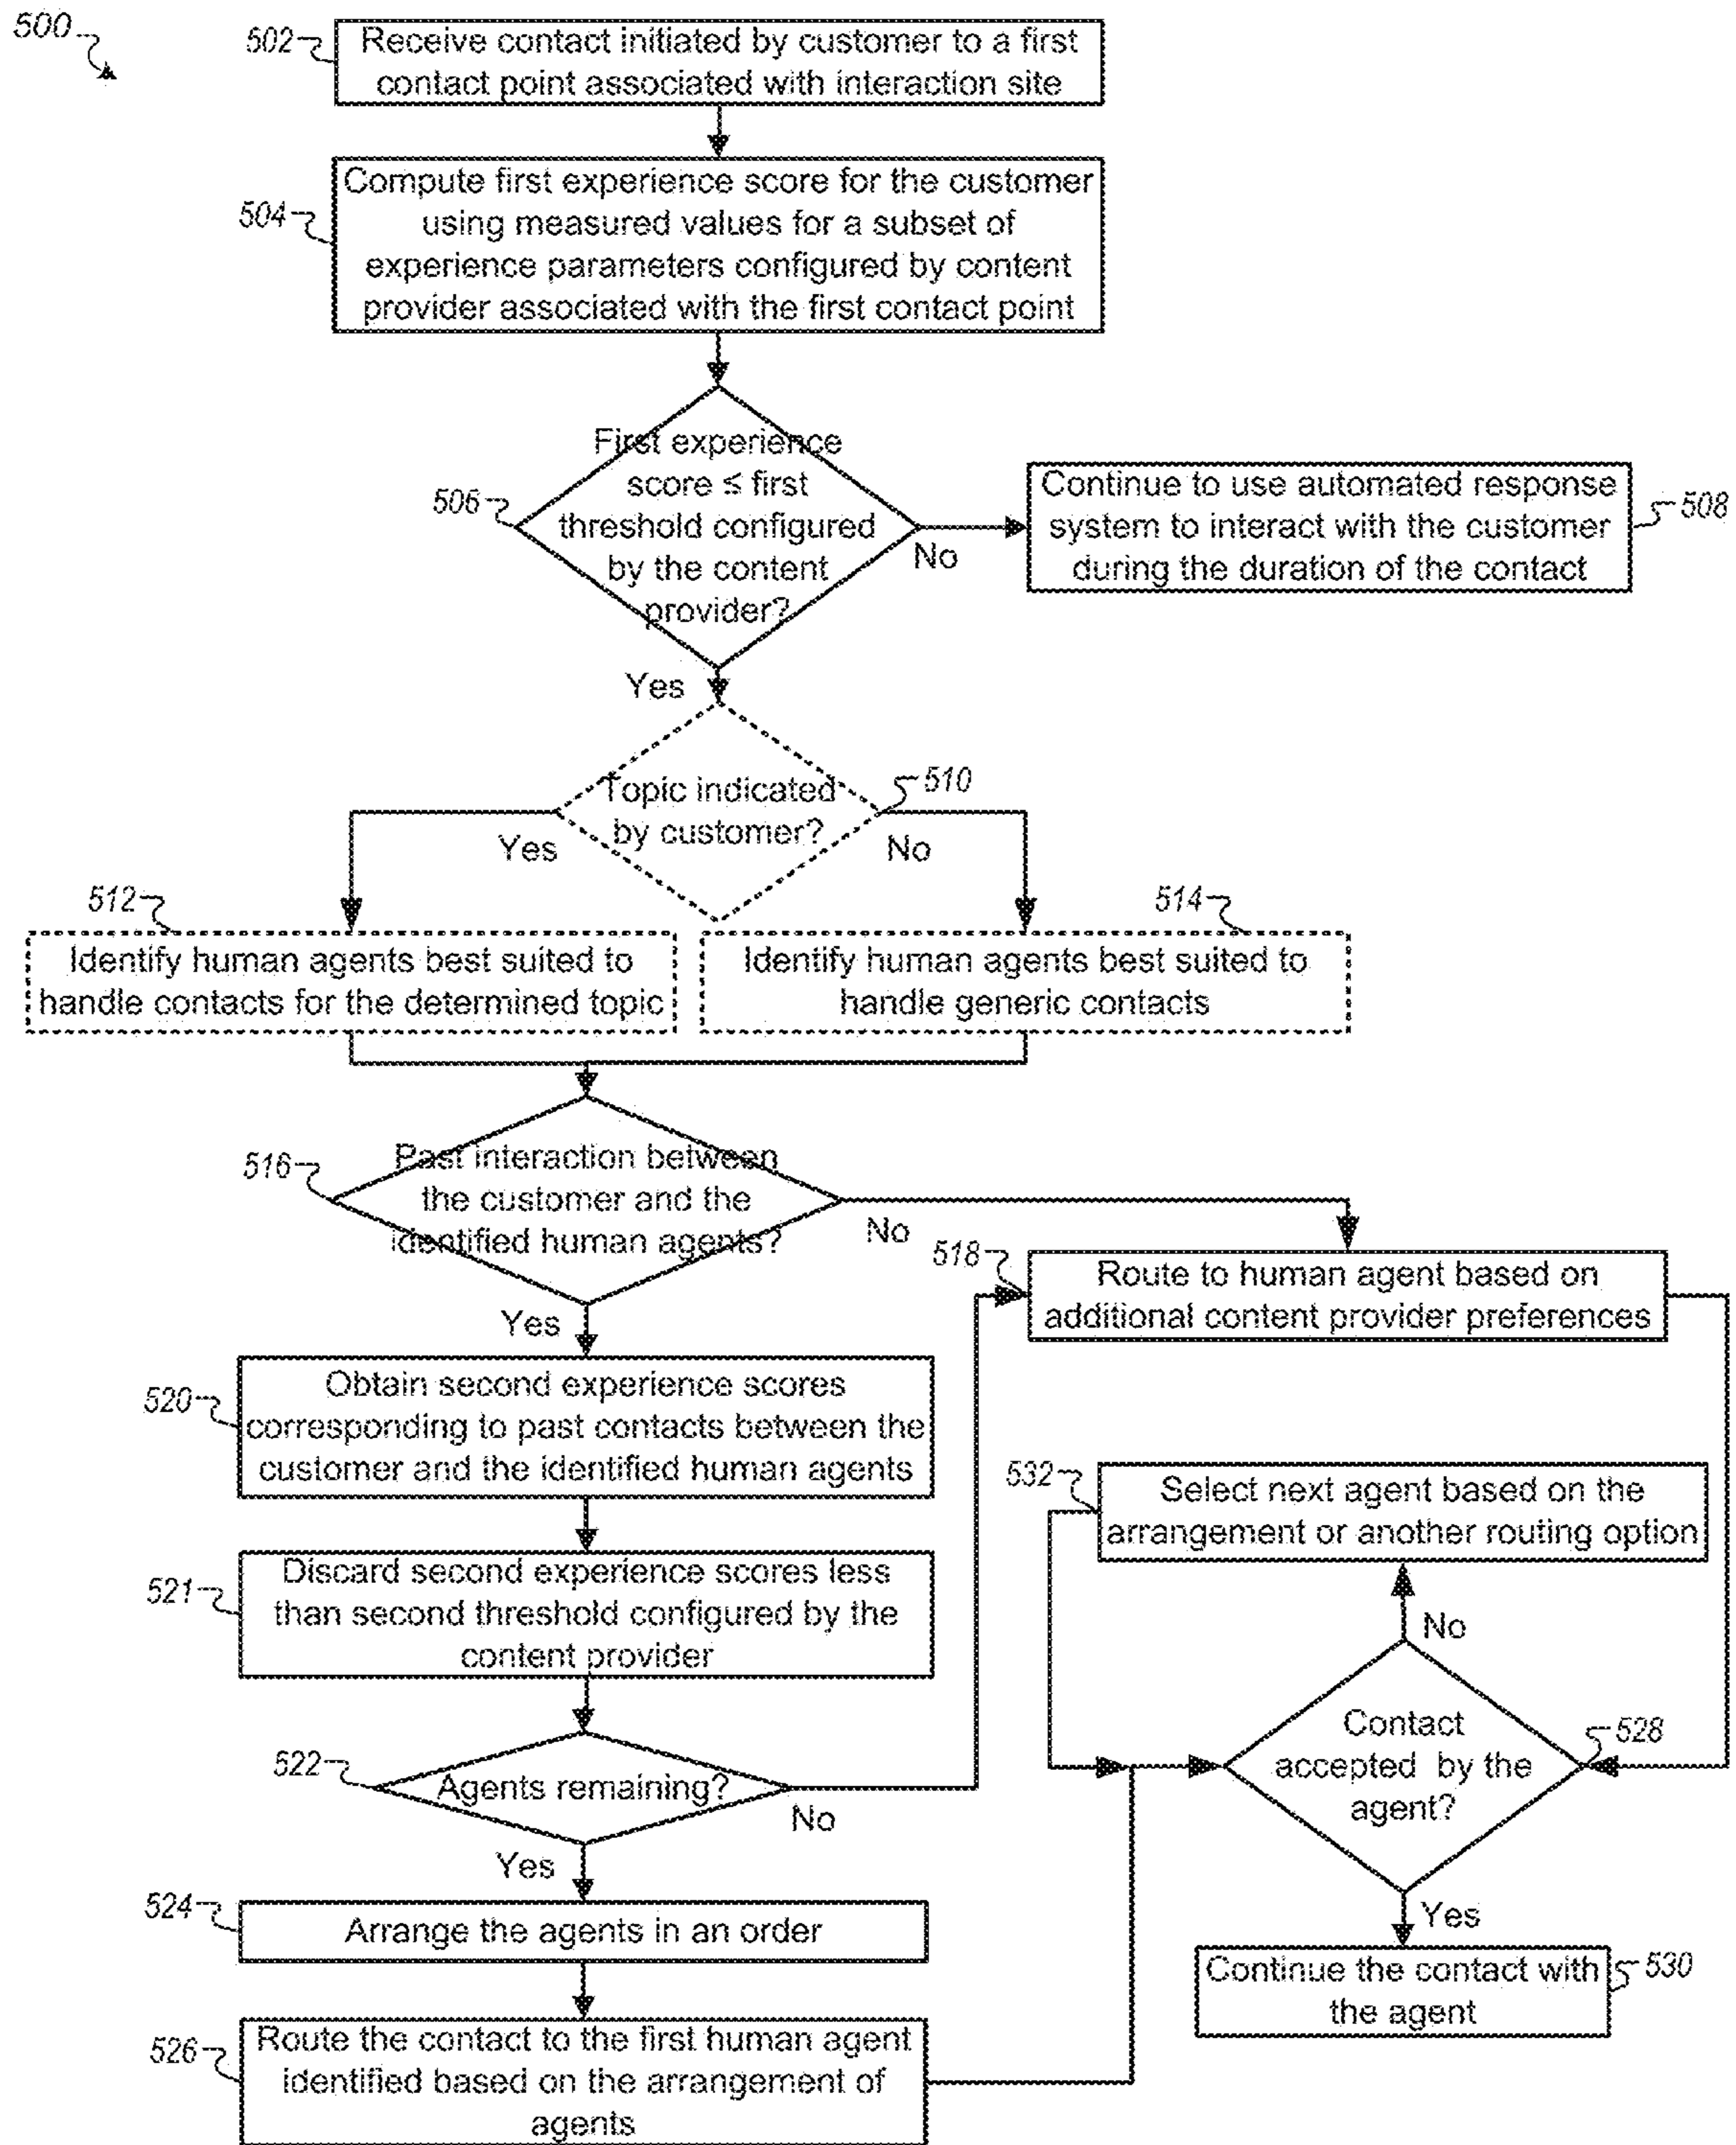 500
502
Receive contact initiated by customer to a first
contact point associated with interaction site
504
Compute first experience score for the customer
using measured values for a subset of
experience parameters configured by content
provider associated with the first contact point
506
First experience
score ≤ first
threshold configured
by the content
provider?
No
Continue to use automated response
system to interact with the customer
during the duration of the contact
508
Yes
Topic indicated
by customer?
510
Yes
No
512
Identify human agents best suited to
handle contacts for the determined topic
514
Identify human agents best suited to
handle generic contacts
516
Past interaction between
the customer and the
identified human agents?
No
Yes
518
Route to human agent based on
additional content provider preferences
520
Obtain second experience scores
corresponding to past contacts between the
customer and the identified human agents
532
Select next agent based on the
arrangement or another routing option
521
Discard second experience scores less
than second threshold configured by the
content provider
No
522
Agents remaining?
No
Yes
Contact
accepted by the
agent?
528
Yes
524
Arrange the agents in an order
Continue the contact with
the agent
530
526
Route the contact to the first human agent
identified based on the arrangement of
agents